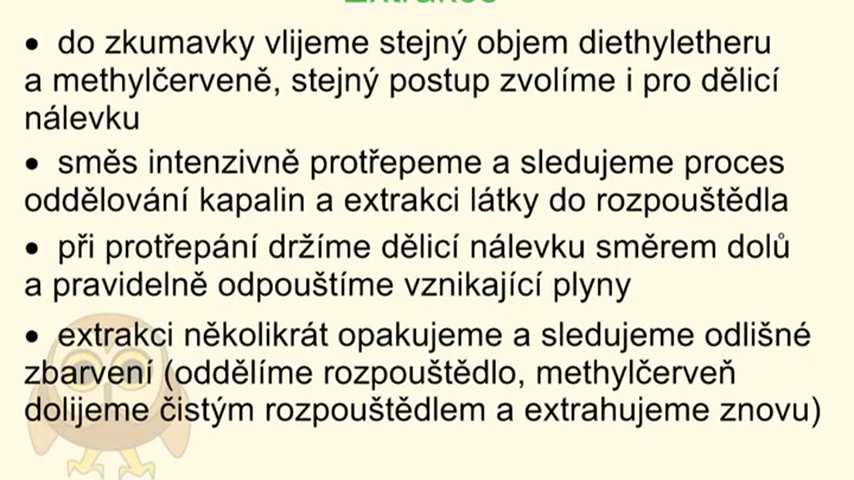 • do zkumavky vlijeme stejný objem diethyletheru
a methylčerveně, stejný postup zvolíme i pro dělicí
nálevku
• směs intenzivně protřepeme a sledujeme proces
oddělování kapalin a extrakci látky do rozpouštědla
• při protřepání držíme dělicí nálevku směrem dolů
a pravidelně odpouštíme vznikající plyny
• extrakci několikrát opakujeme a sledujeme odlišné
zbarvení (oddělíme rozpouštědlo, methylčerveň
dolijeme čistým rozpouštědlem a extrahujeme znovu)